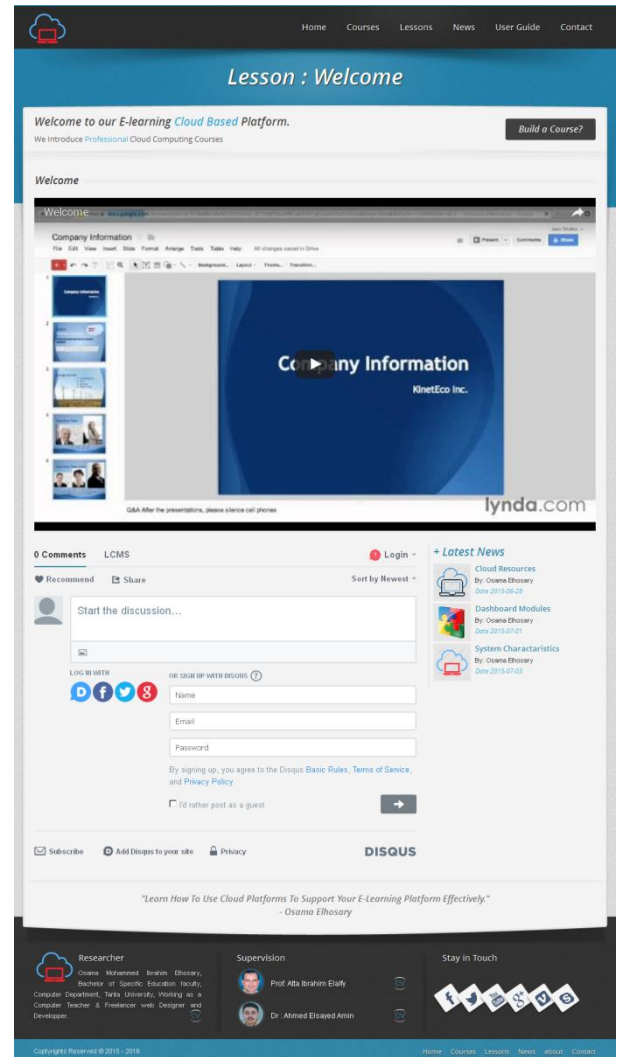 Home Courses Lessons News User Guide Contact
Lesson : Welcome
Welcome to our E-learning Cloud Based Platform.
We Introduce Professional Cloud Computing Courses
Build a Course?
Welcome
Welcome
Company Information
File Edit View Insert Slide Format Arrange Tools Table Help All changes saved in Drive
Present Comments Share
Background... Layout Theme... Transition...
Company Information
KinetEco Inc.
Q&A After the presentations, please silence cell phones
lynda.com
0 Comments LCMS
Login
Recommend Share Sort by Newest
Start the discussion...
LOG IN WITH
OR SIGN UP WITH DISQUS ?
Name
Email
Password
By signing up, you agree to the Disqus Basic Rules, Terms of Service,
and Privacy Policy.
I'd rather post as a guest
Subscribe Add Disqus to your site Privacy DISQUS
+ Latest News
Cloud Resources
By: Osama Elhosary
Date 2015-06-28
Dashboard Modules
By: Osama Elhosary
Date 2015-07-01
System Charactaristics
By: Osama Elhosary
Date 2015-07-03
"Learn How To Use Cloud Platforms To Support Your E-Learning Platform Effectively."
- Osama Elhosary
Researcher
Osama Mohammed Ibrahim Elhosary,
Bachelor of Specific Education faculty,
Computer Department, Tanta University, Working as a
Computer Teacher & Freelancer web Designer and
Developper.
Supervision
Prof. Atta Ibrahim Elalfy
Dr : Ahmed Elsayed Amin
Stay in Touch
Copyrights Reserved © 2015 - 2016
Home Courses Lessons News about Contact